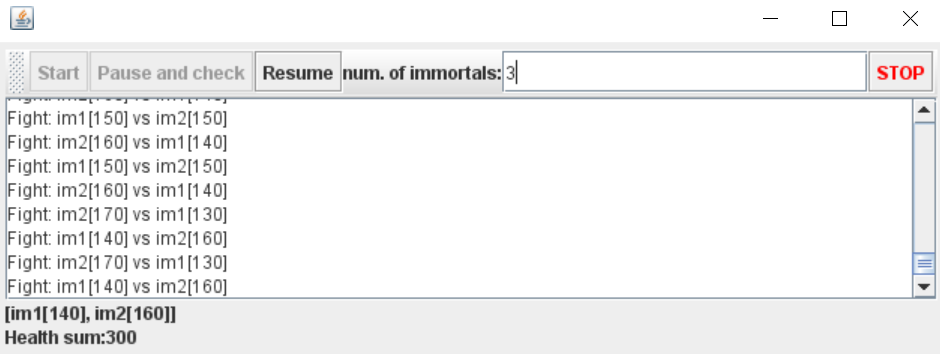 Start Pause and check Resume num. of immortals: 3 STOP
Fight: im1[150] vs im2[150]
Fight: im2[160] vs im1[140]
Fight: im1[150] vs im2[150]
Fight: im2[160] vs im1[140]
Fight: im2[170] vs im1[130]
Fight: im1[140] vs im2[160]
Fight: im2[170] vs im1[130]
Fight: im1[140] vs im2[160]
[im1[140], im2[160]]
Health sum:300